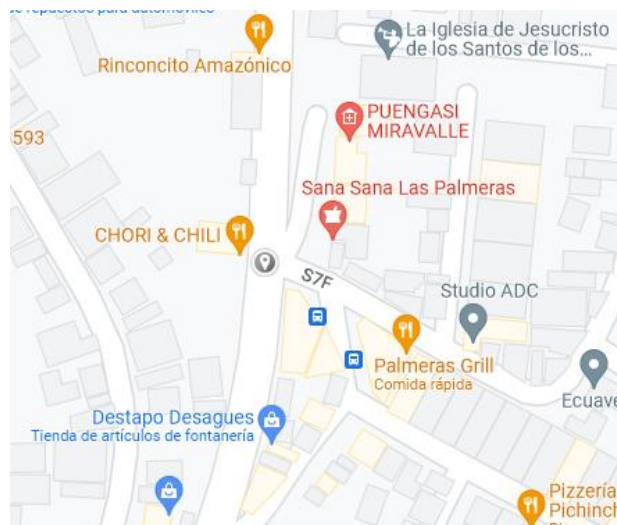 se repuestos para automóvile
Rinconcito Amazónico
La Iglesia de Jesucristo
de los Santos de los...
593
PUENGASI
MIRAVALLE
Sana Sana Las Palmeras
CHORI & CHILI
S7F
Studio ADC
Palmeras Grill
Comida rápida
Ecuave
Destapo Desagues
Tienda de artículos de fontanería
Pizzería
Pichinch